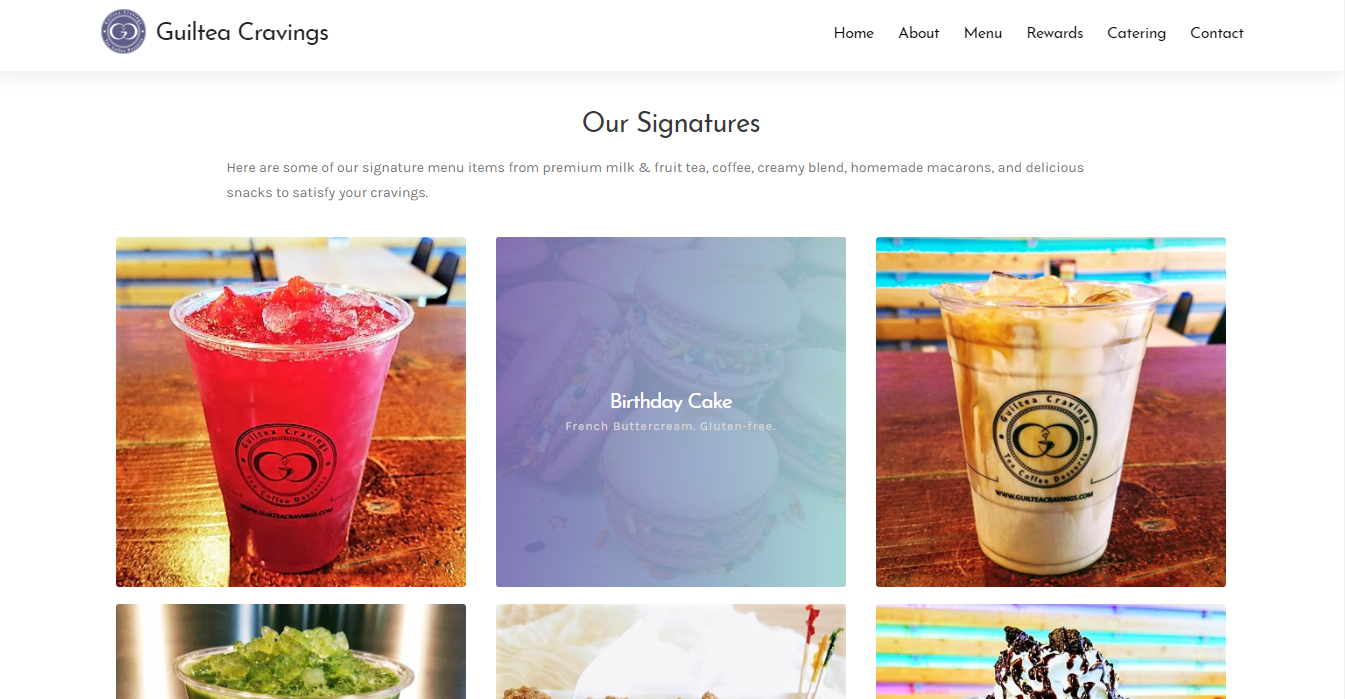 Guiltea Cravings
Home About Menu Rewards Catering Contact
Our Signatures
Here are some of our signature menu items from premium milk & fruit tea, coffee, creamy blend, homemade macarons, and delicious
snacks to satisfy your cravings.
Guiltea Cravings
Tea Coffee Desserts
WWW.GUILTEACRAVINGS.COM
Birthday Cake
French Buttercream. Gluten-free.
Guiltea Cravings
Tea Coffee Desserts
WWW.GUILTEACRAVINGS.COM